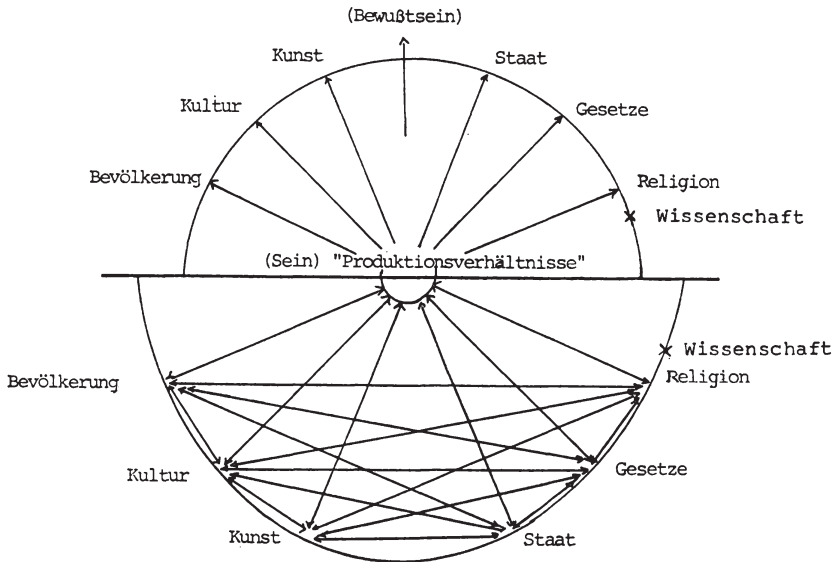 (Bewußtsein)
Kunst
Staat
Kultur
Gesetze
Bevölkerung
Religion
Wissenschaft
(Sein) "Produktionsverhältnisse"
Wissenschaft
Bevölkerung
Religion
Kultur
Gesetze
Kunst
Staat